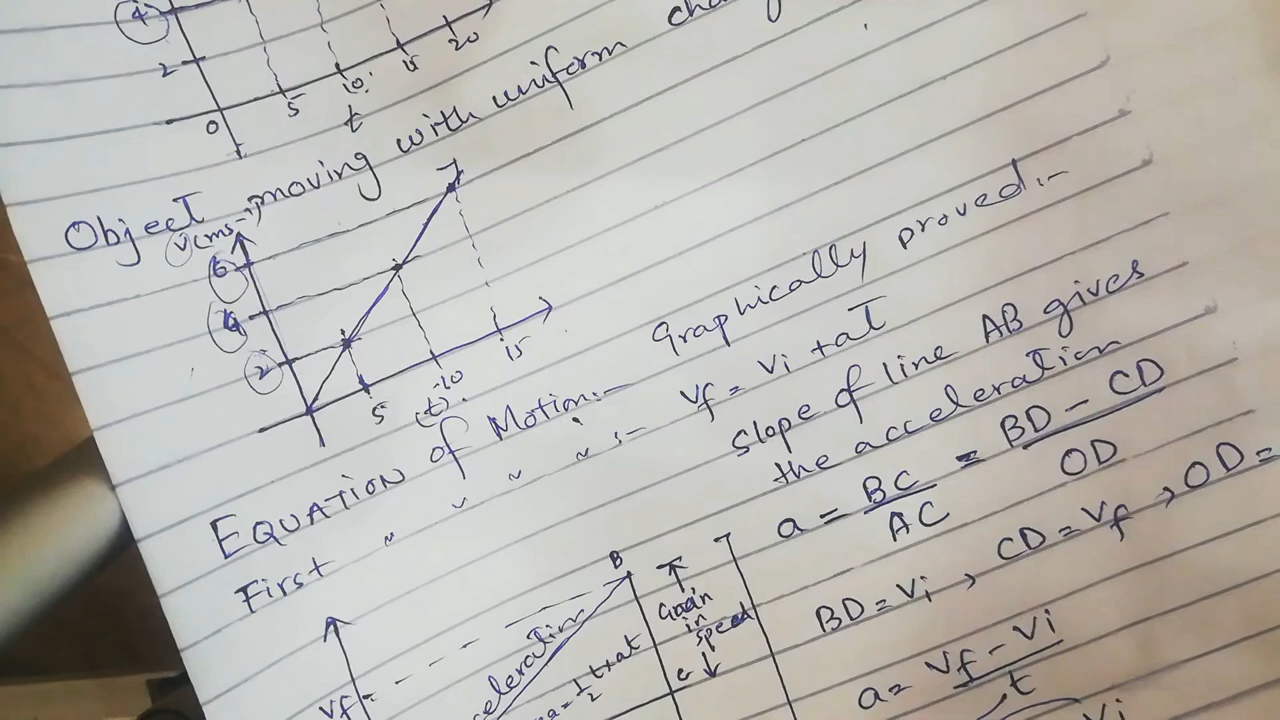 4
2
0 5 10 15 20
t
Object moving with uniform
v(ms-1)
6
4
2
5 10 15
(t)
EQUATION of Motion:- Graphically proved:-
First " " " :- vf = vi + at
Slope of line AB gives
the acceleration
a = BC/AC = BD - CD/OD
BD = vi, CD = vf, OD =
a = vf - vi/t
vi
B
Gain
in
speed
C
vf
t x at